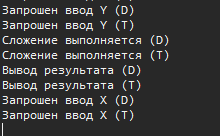 Запрошен ввод Y (D)
Запрошен ввод Y (T)
Сложение выполняется (D)
Сложение выполняется (T)
Вывод результата (D)
Вывод результата (T)
Запрошен ввод X (D)
Запрошен ввод X (T)